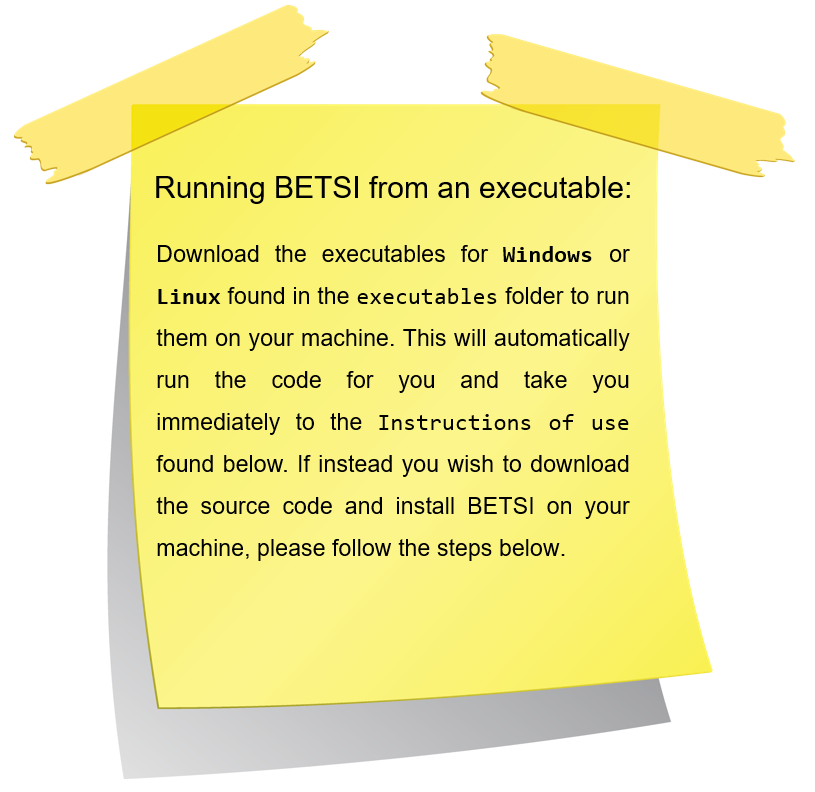 Running BETSI from an executable:
Download the executables for Windows or
Linux found in the executables folder to run
them on your machine. This will automatically
run the code for you and take you
immediately to the Instructions of use
found below. If instead you wish to download
the source code and install BETSI on your
machine, please follow the steps below.